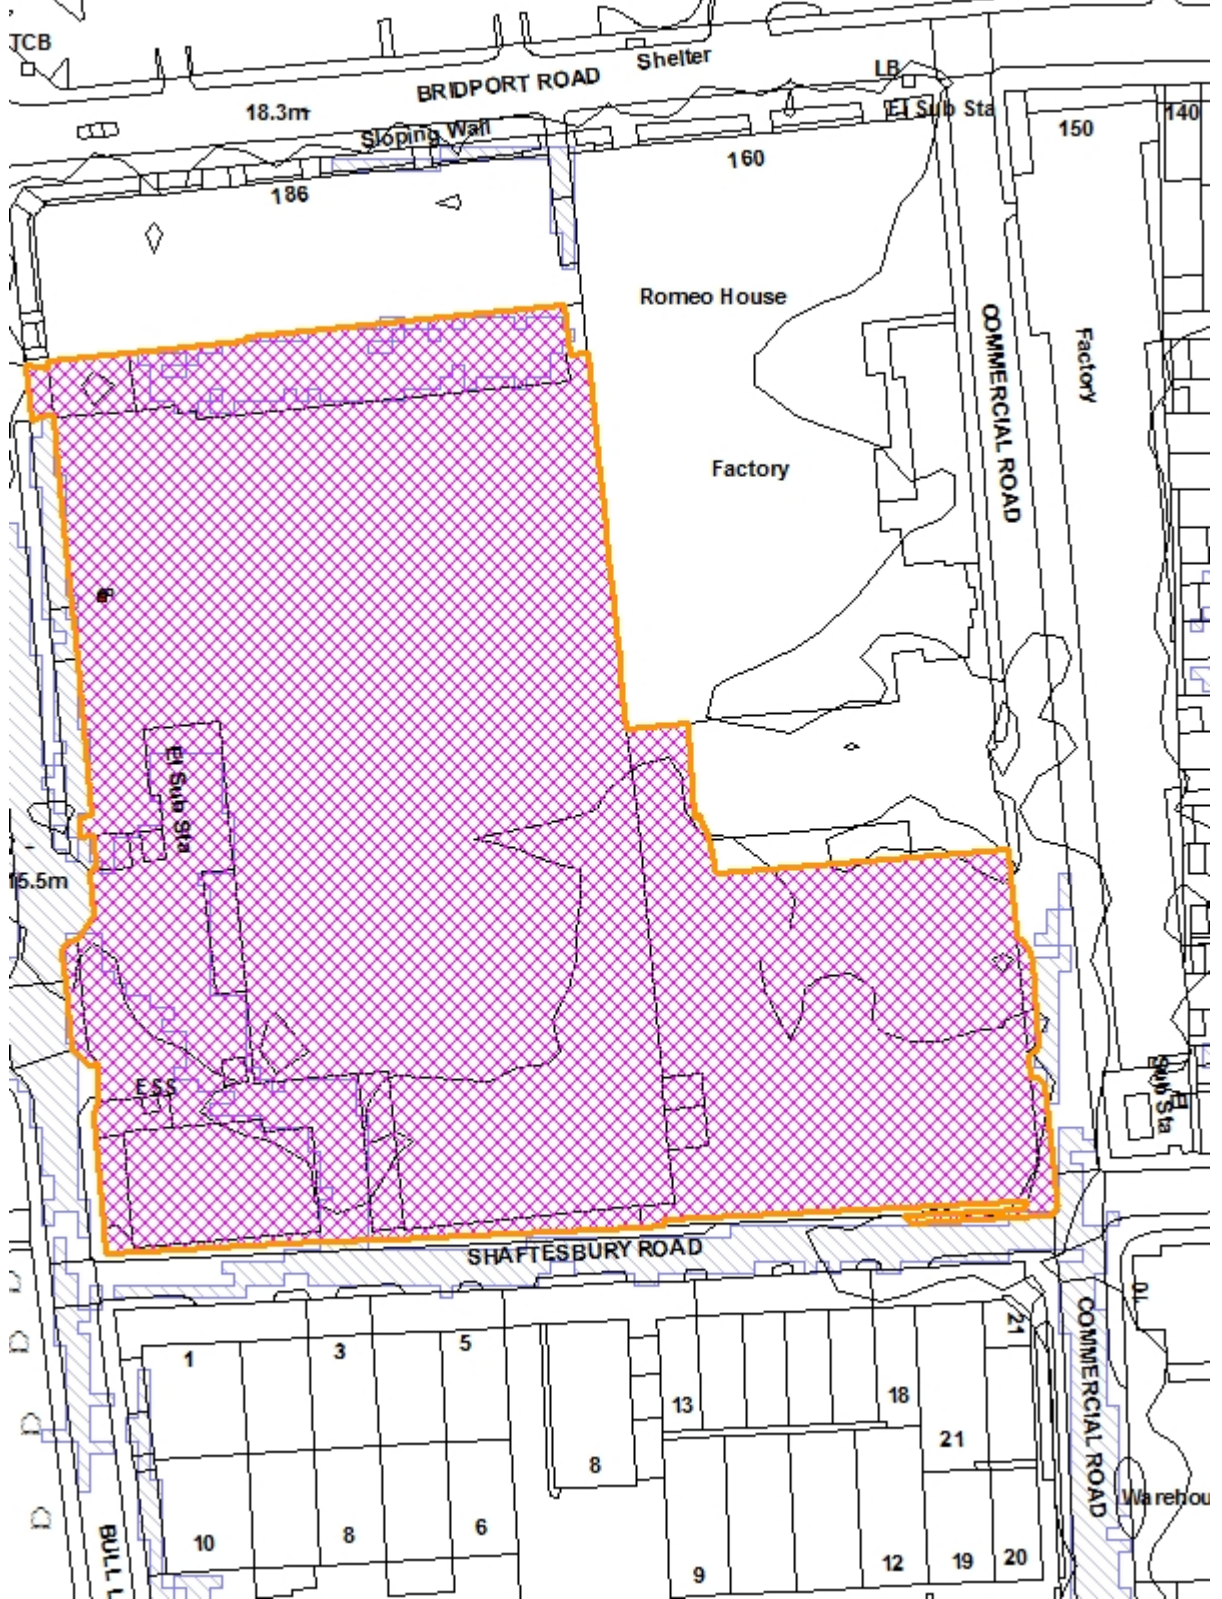 TCB
Shelter
LB
BRIDPORT ROAD
18.3m
El Sub Sta
140
150
Sloping Wall
160
186
Romeo House
COMMERCIAL ROAD
Factory
Factory
El Sub Sta
15.5m
ESS
Sub Sta
SHAFTESBURY ROAD
10
21
COMMERCIAL ROAD
1
3
5
13
18
21
8
Warehou
10
8
6
9
12
19
20
BULL L